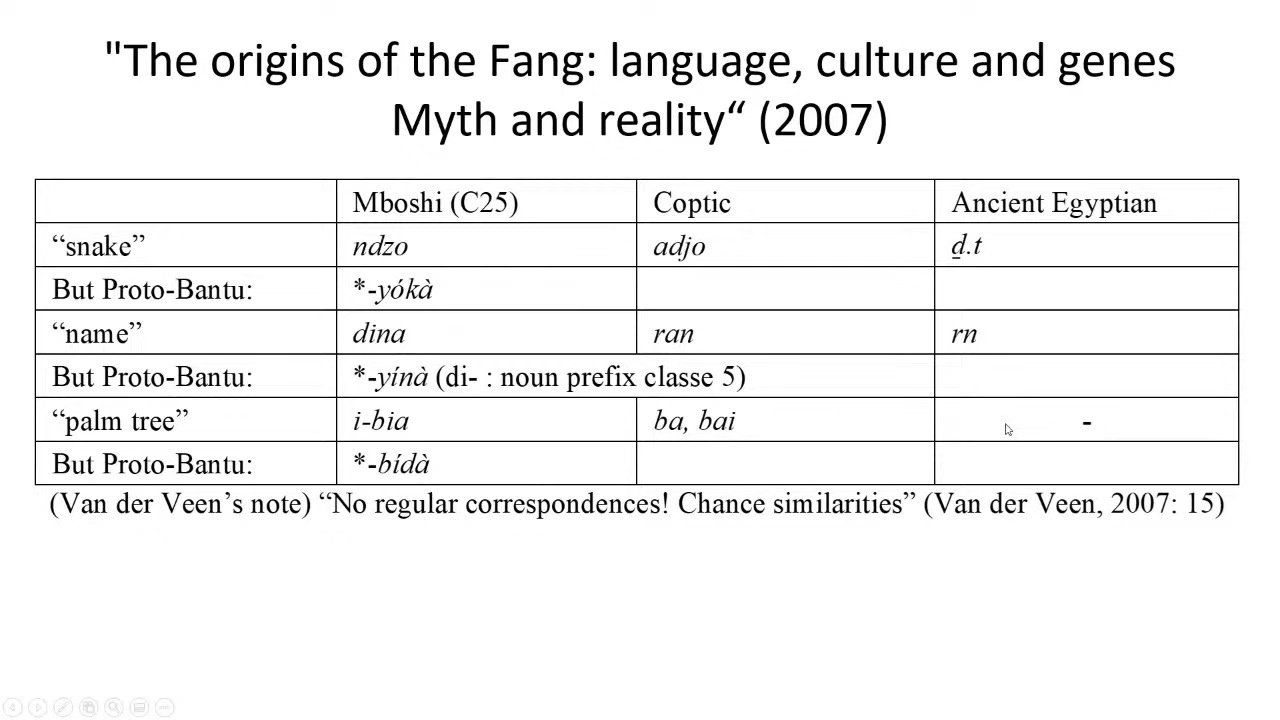 "The origins of the Fang: language, culture and genes
Myth and reality“ (2007)
Mboshi (C25) Coptic Ancient Egyptian
“snake” ndzo adjo ḏ.t
But Proto-Bantu: *-yókà
“name” dina ran rn
But Proto-Bantu: *-yínà (di- : noun prefix classe 5)
“palm tree” i-bia ba, bai -
But Proto-Bantu: *-bídà
(Van der Veen’s note) “No regular correspondences! Chance similarities” (Van der Veen, 2007: 15)